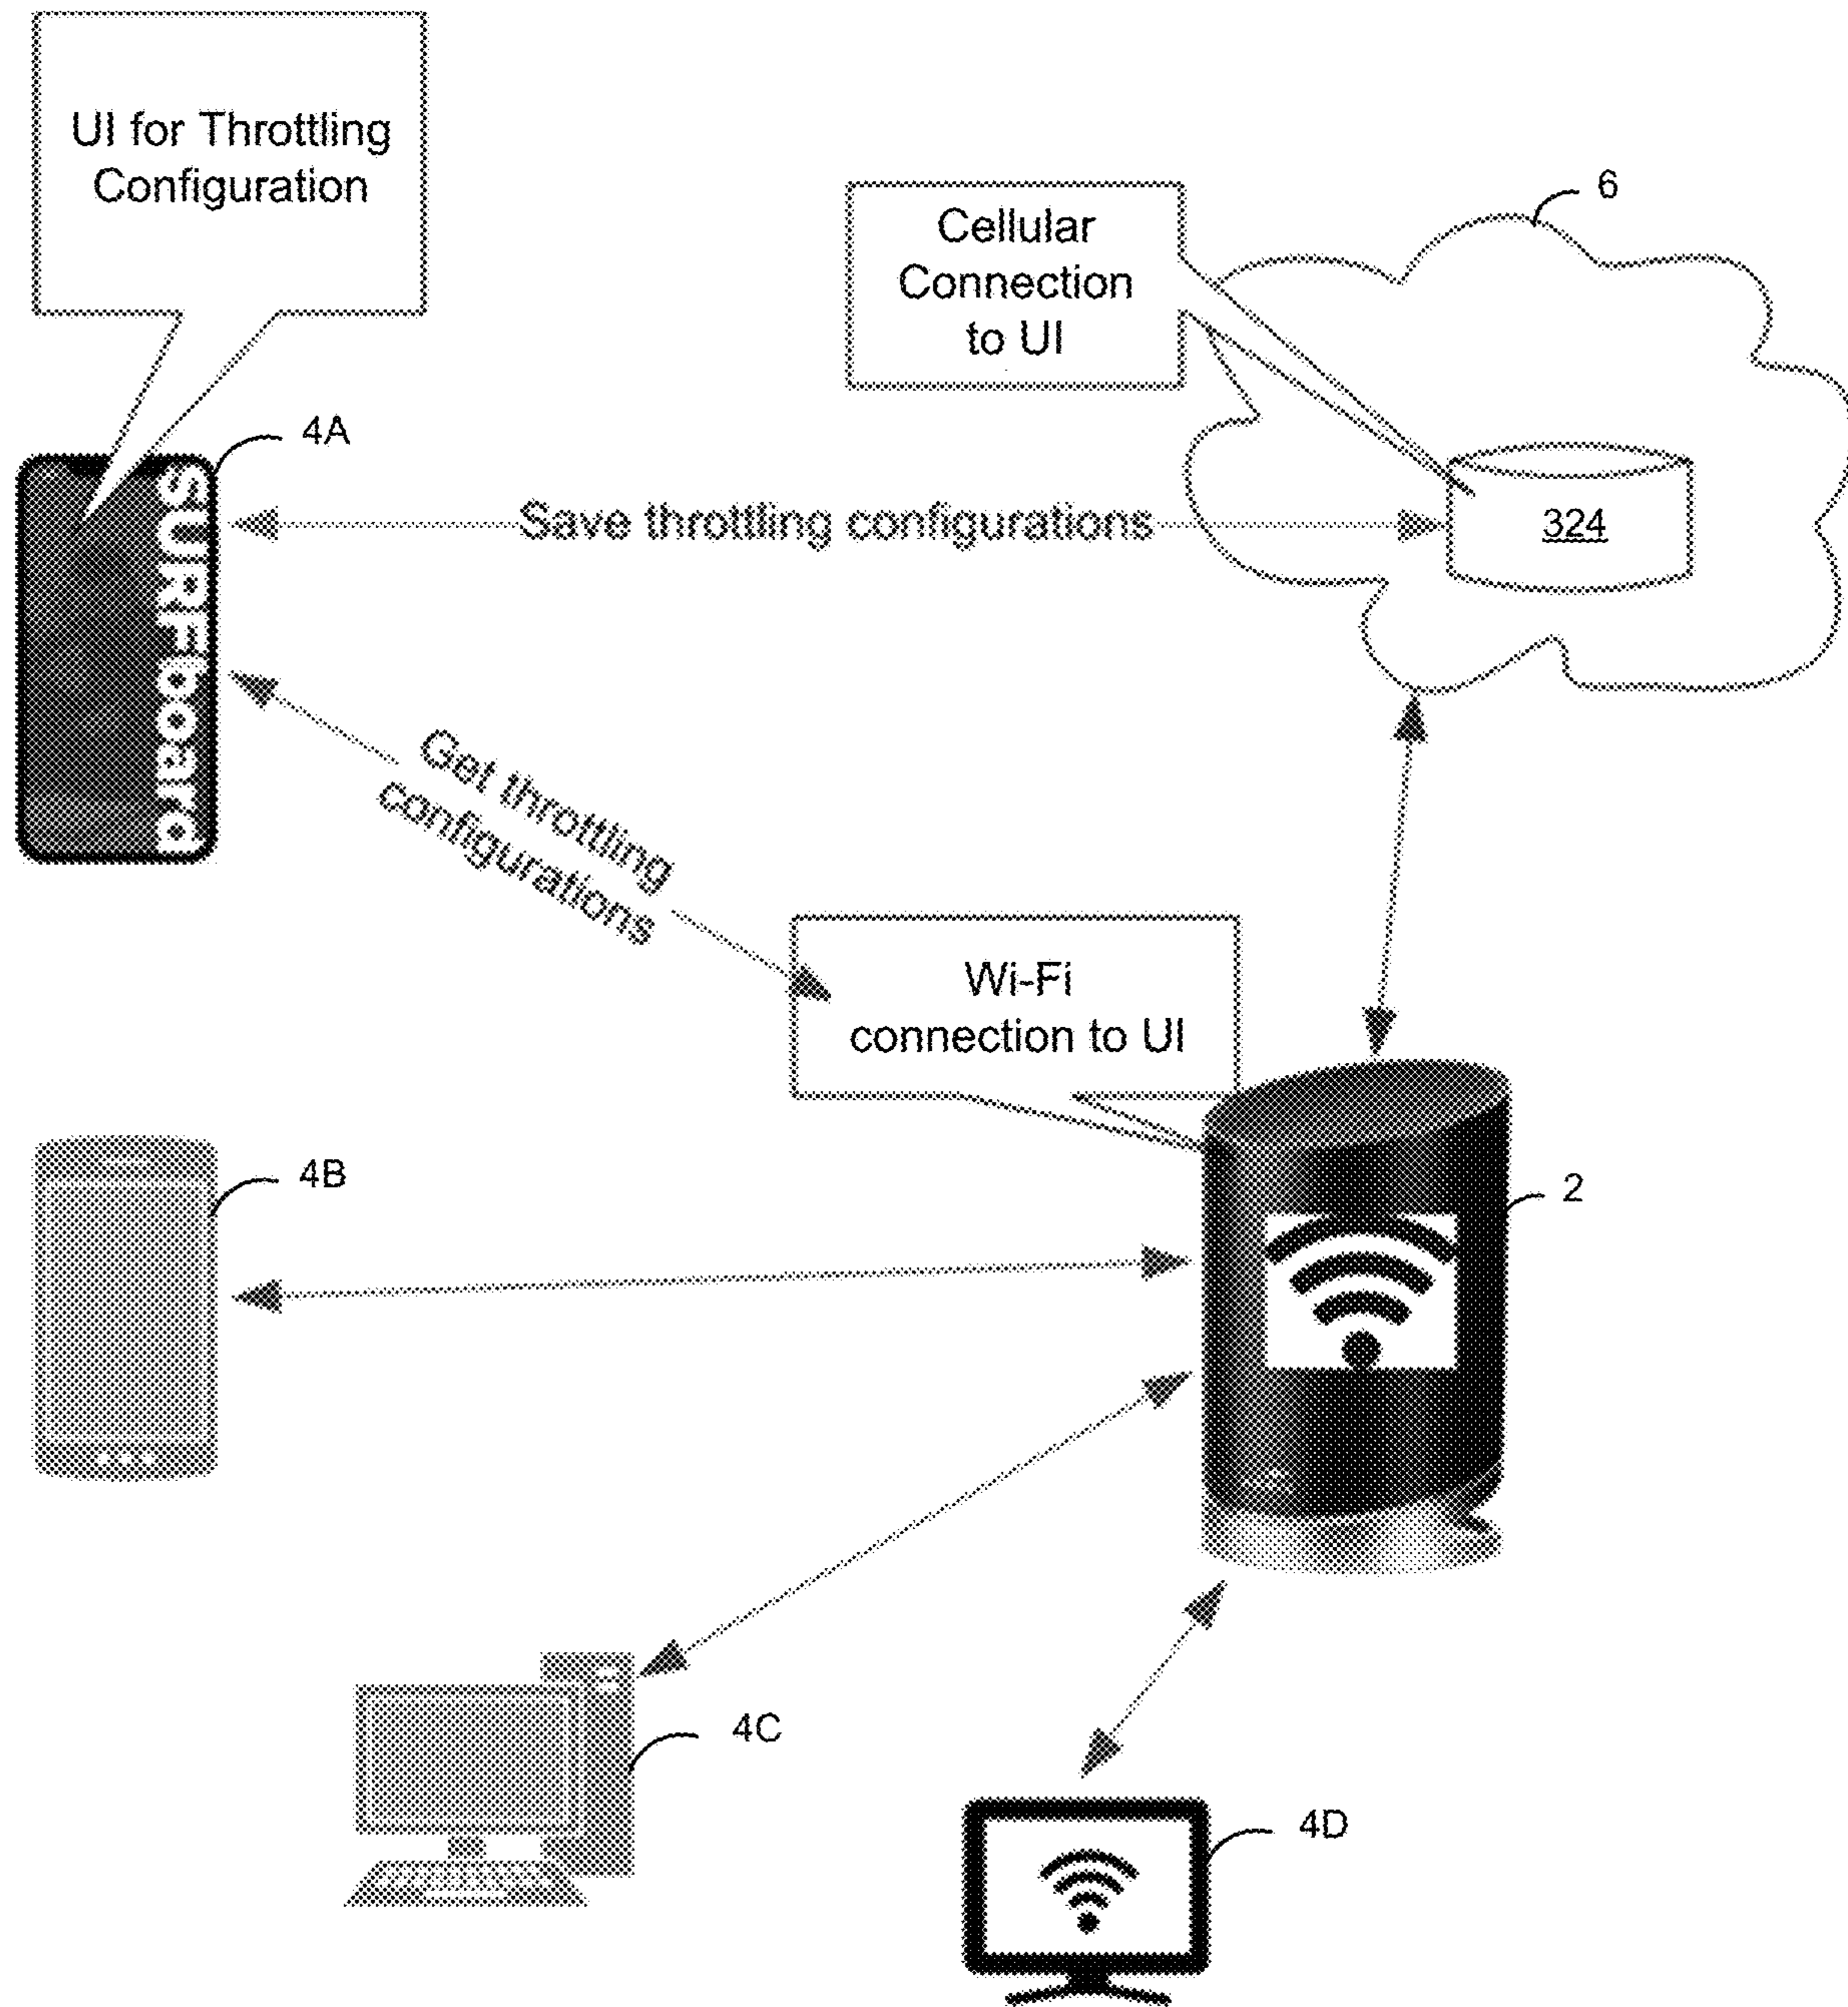 UI for Throttling
Configuration
6
Cellular
Connection
to UI
4A
SURFboard
Save throttling configurations
324
Get throttling
configurations
Wi-Fi
connection to UI
4B
2
4C
4D